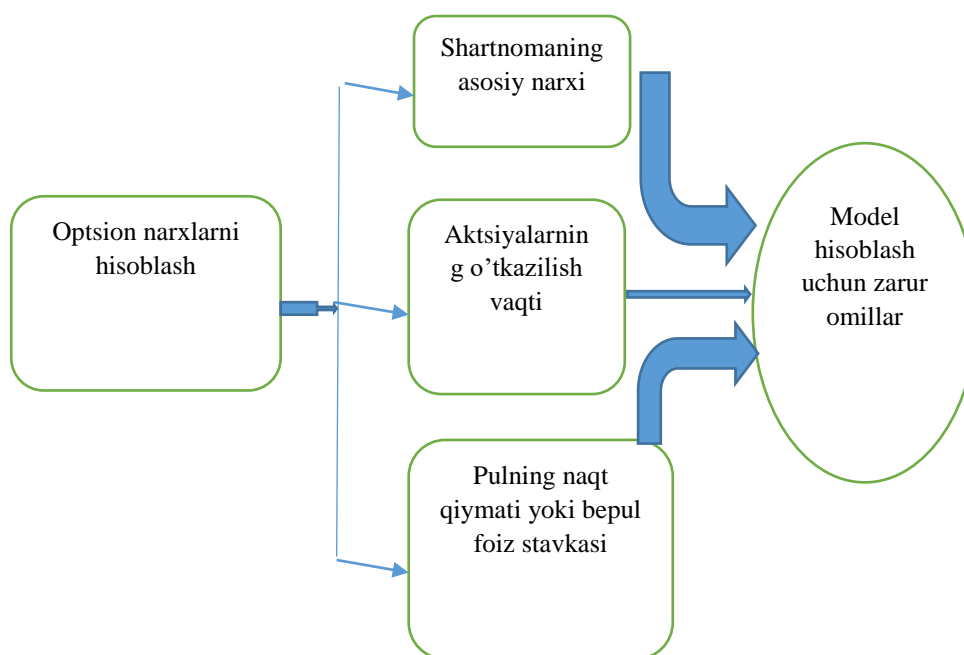 Shartnomaning
asosiy narxi
Optsion narxlarni
hisoblash
Aktsiyalarnin
g o’tkazilish
vaqti
Model
hisoblash
uchun zarur
omillar
Pulning naqt
qiymati yoki bepul
foiz stavkasi